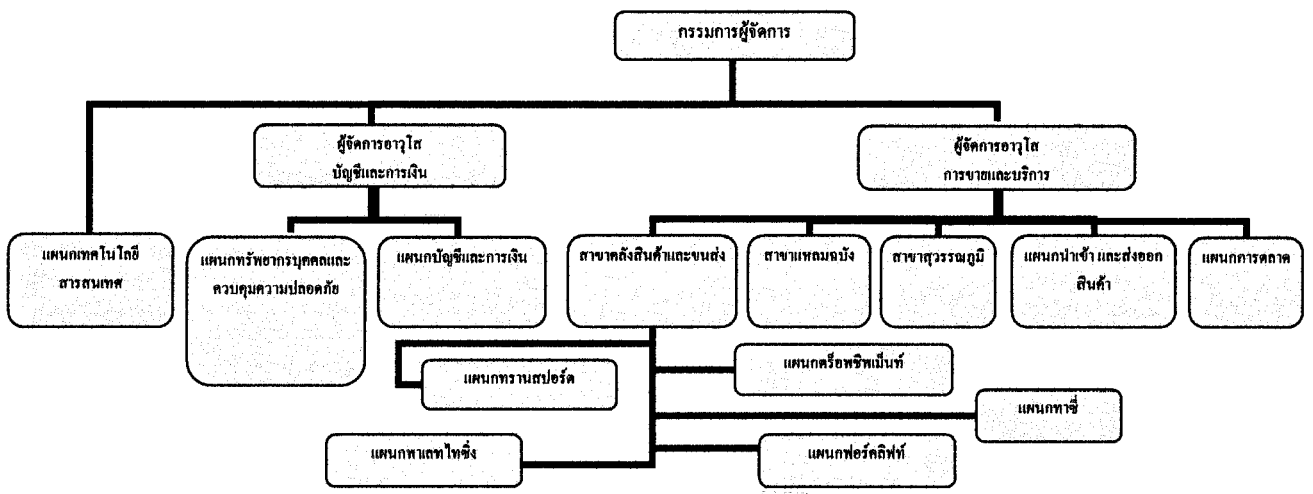 กรรมการผู้จัดการ
ผู้จัดการอาวุโส
บัญชีและการเงิน
ผู้จัดการอาวุโส
การขายและบริการ
แผนกเทคโนโลยี
สารสนเทศ
แผนกทรัพยากรบุคคลและ
ควบคุมความปลอดภัย
แผนกบัญชีและการเงิน
สาขาคลังสินค้าและขนส่ง
สาขาแหลมฉบัง
สาขาสุวรรณภูมิ
แผนกนำเข้า และส่งออก
สินค้า
แผนกการตลาด
แผนกทรานสปอร์ต
แผนกดร็อพชิพเม็นท์
แผนกทาซี่
แผนกพาเลทไทซิ่ง
แผนกฟอร์คลิฟท์